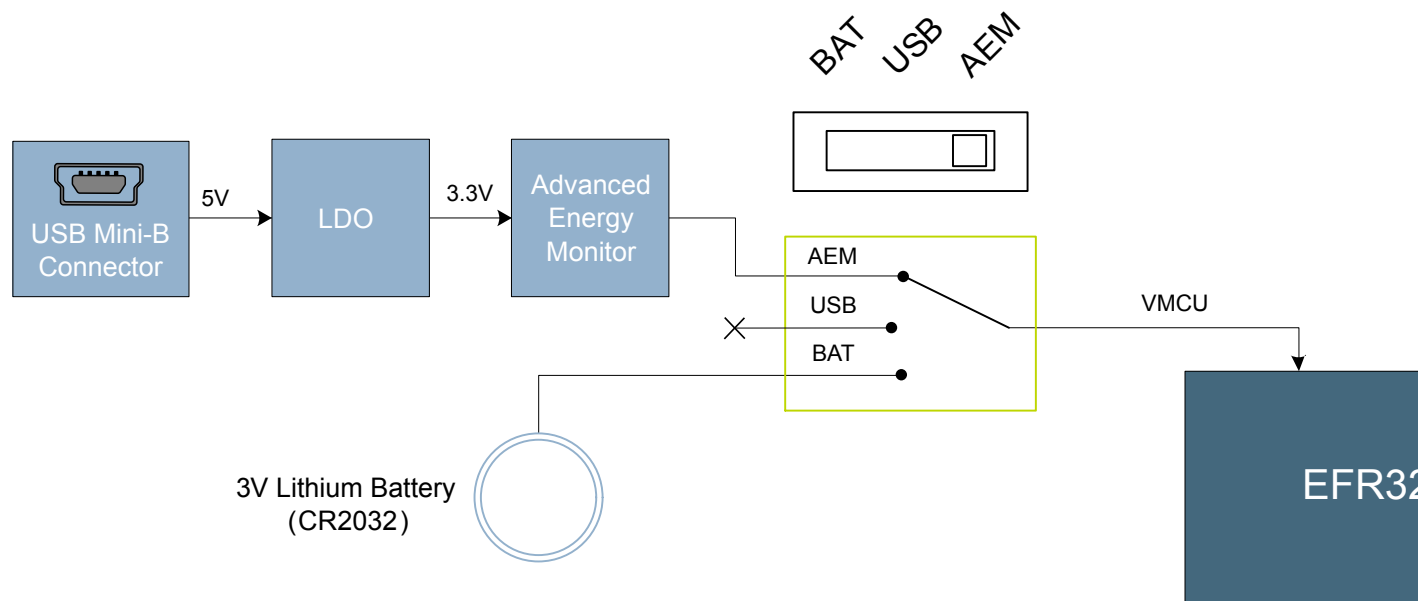 BAT
USB
AEM
USB Mini-B
Connector
5V
LDO
3.3V
Advanced
Energy
Monitor
AEM
USB
BAT
VMCU
3V Lithium Battery
(CR2032)
EFR32